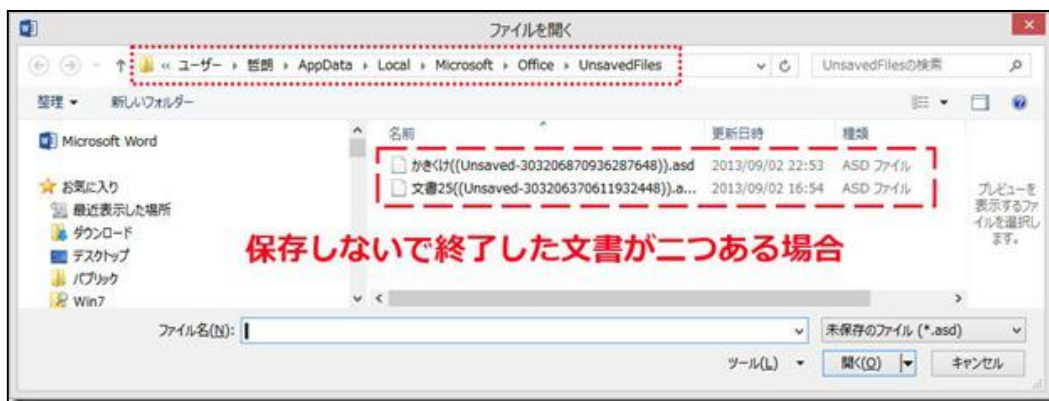 ファイルを開く
« ユーザー ▸ 哲朗 ▸ AppData ▸ Local ▸ Microsoft ▸ Office ▸ UnsavedFiles
UnsavedFilesの検索
整理 新しいフォルダー
Microsoft Word
お気に入り
最近表示した場所
ダウンロード
デスクトップ
パブリック
Win7
名前 更新日時 種類
かきくけ((Unsaved-303206870936287648)).asd 2013/09/02 22:53 ASD ファイル
文書25((Unsaved-303206370611932448)).a... 2013/09/02 16:54 ASD ファイル
保存しないで終了した文書が二つある場合
プレビューを
表示するファ
イルを選択し
ます。
ファイル名(N): 未保存のファイル (*.asd)
ツール(L) 開く(O) キャンセル